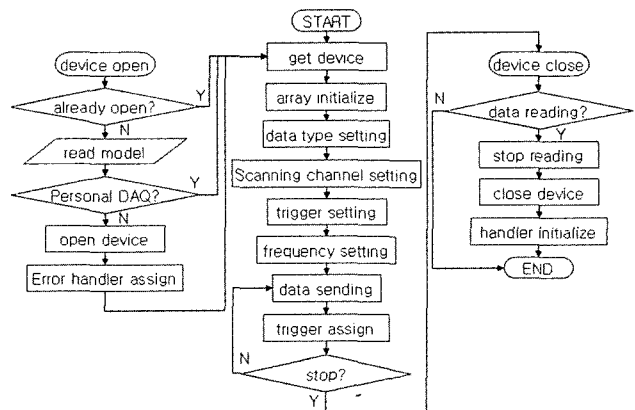 device open
already open?
Y
N
read model
Personal DAQ?
Y
N
open device
Error handler assign
START
get device
array initialize
data type setting
Scanning channel setting
trigger setting
frequency setting
data sending
trigger assign
N
stop?
Y
device close
N
data reading?
Y
stop reading
close device
handler initialize
END